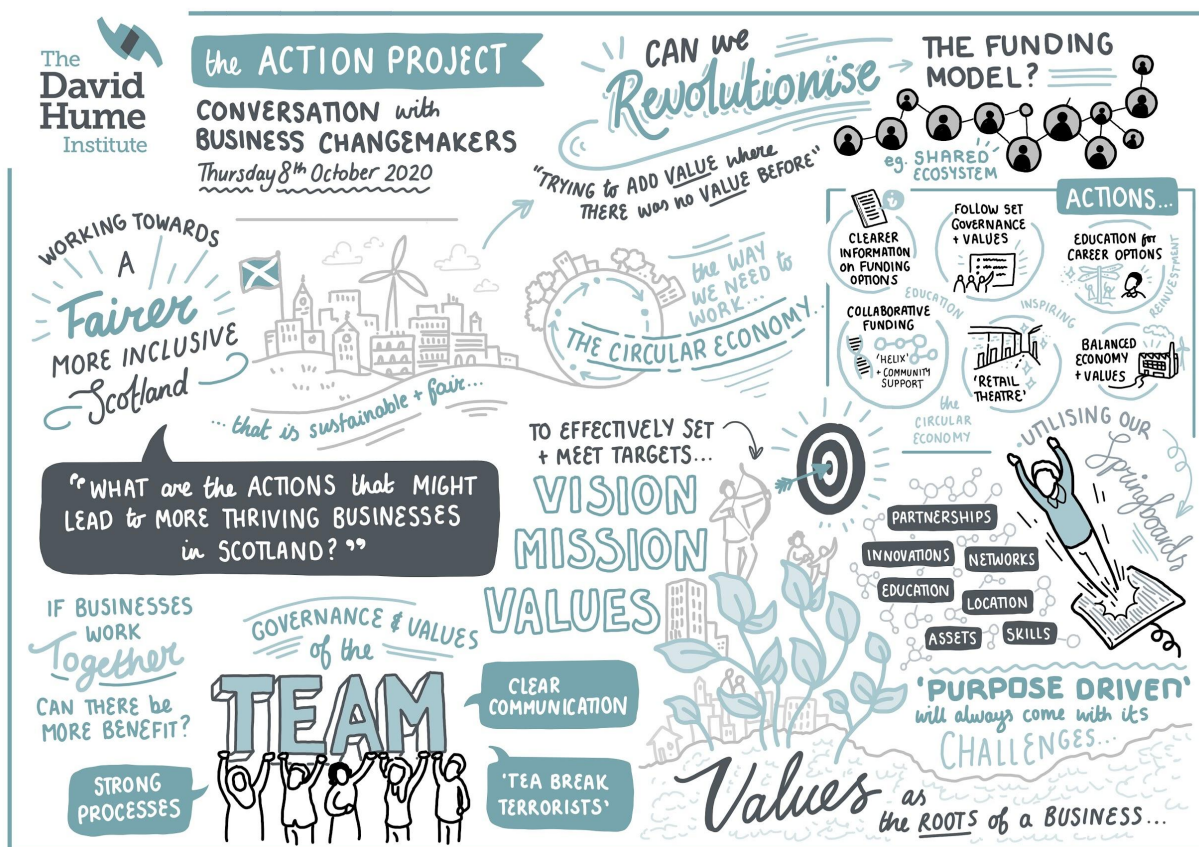 The
David
Hume
Institute
the ACTION PROJECT
CONVERSATION with
BUSINESS CHANGEMAKERS
Thursday 8th October 2020
CAN we
Revolutionise
THE FUNDING
MODEL?
eg. SHARED
ECOSYSTEM
"TRYING to ADD VALUE where
THERE was no VALUE BEFORE"
WORKING TOWARDS
A
Fairer
MORE INCLUSIVE
Scotland
... that is sustainable + fair...
THE CIRCULAR ECONOMY...
the WAY
WE NEED to
WORK...
ACTIONS...
CLEARER
INFORMATION
on FUNDING
OPTIONS
FOLLOW SET
GOVERNANCE
+ VALUES
EDUCATION for
CAREER OPTIONS
COLLABORATIVE
FUNDING
'HELIX'
+ COMMUNITY
SUPPORT
'RETAIL
THEATRE'
BALANCED
ECONOMY
+ VALUES
EDUCATION
INSPIRING
REINVESTMENT
the
CIRCULAR
ECONOMY
"WHAT are the ACTIONS that MIGHT
LEAD to MORE THRIVING BUSINESSES
in SCOTLAND?"
TO EFFECTIVELY SET
+ MEET TARGETS...
VISION
MISSION
VALUES
UTILISING OUR
Springboards
PARTNERSHIPS
INNOVATIONS
NETWORKS
EDUCATION
LOCATION
ASSETS
SKILLS
IF BUSINESSES
WORK
Together
CAN THERE be
MORE BENEFIT?
GOVERNANCE & VALUES
of the
TEAM
CLEAR
COMMUNICATION
STRONG
PROCESSES
'TEA BREAK
TERRORISTS'
'PURPOSE DRIVEN'
will always come with its
CHALLENGES...
Values as
the ROOTS of a BUSINESS...